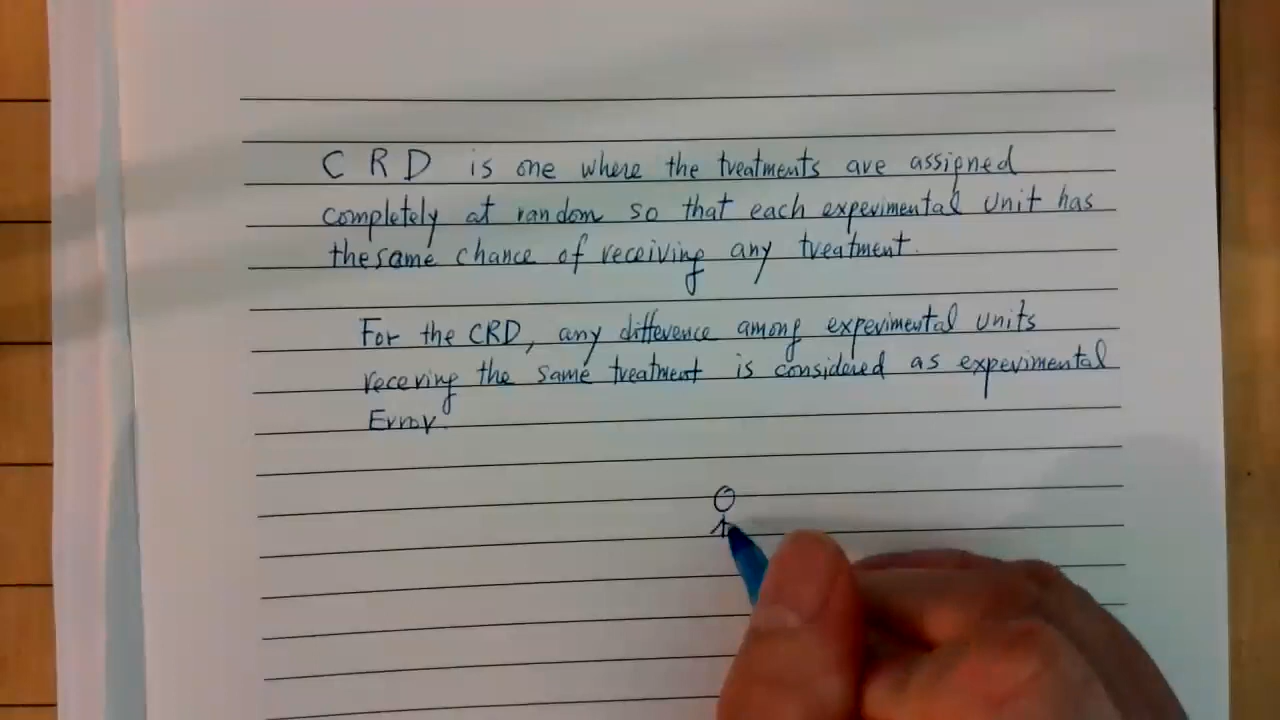 C R D is one where the treatments are assigned
completely at random so that each experimental unit has
the same chance of receiving any treatment.
For the CRD, any difference among experimental units
receving the same treatment is considered as experimental
Error.